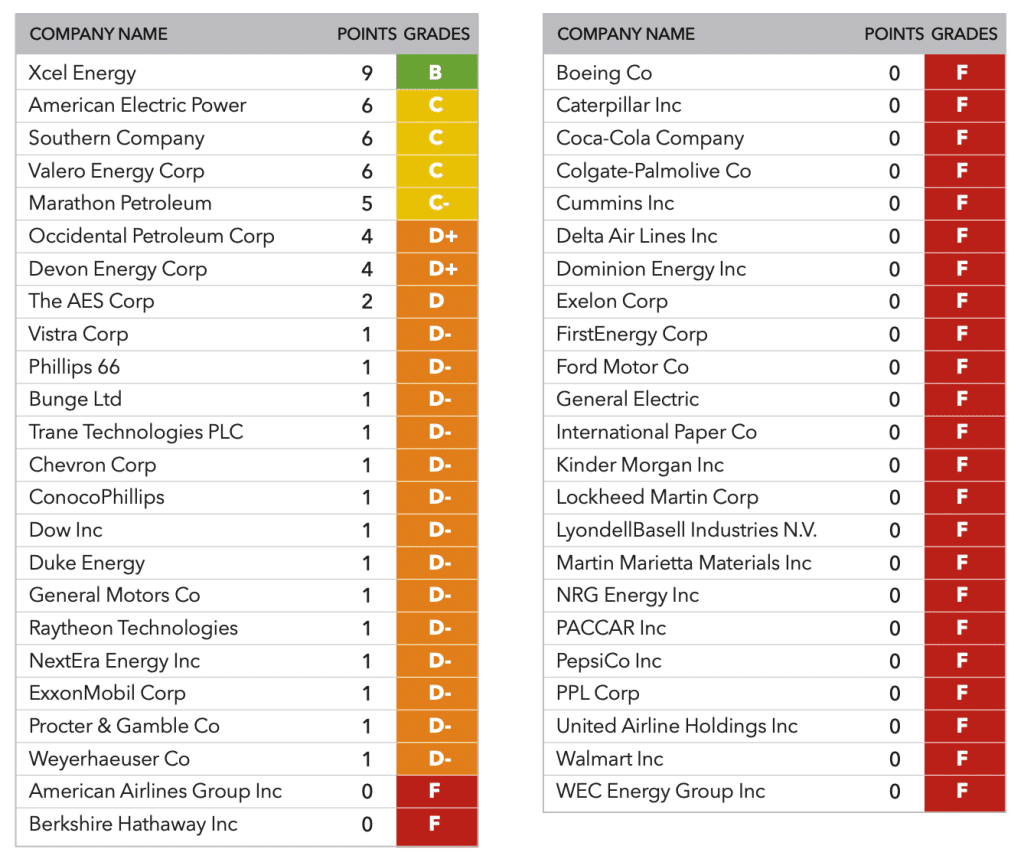 COMPANY NAME POINTS GRADES
Xcel Energy 9 B
American Electric Power 6 C
Southern Company 6 C
Valero Energy Corp 6 C
Marathon Petroleum 5 C-
Occidental Petroleum Corp 4 D+
Devon Energy Corp 4 D+
The AES Corp 2 D
Vistra Corp 1 D-
Phillips 66 1 D-
Bunge Ltd 1 D-
Trane Technologies PLC 1 D-
Chevron Corp 1 D-
ConocoPhillips 1 D-
Dow Inc 1 D-
Duke Energy 1 D-
General Motors Co 1 D-
Raytheon Technologies 1 D-
NextEra Energy Inc 1 D-
ExxonMobil Corp 1 D-
Procter & Gamble Co 1 D-
Weyerhaeuser Co 1 D-
American Airlines Group Inc 0 F
Berkshire Hathaway Inc 0 F
COMPANY NAME POINTS GRADES
Boeing Co 0 F
Caterpillar Inc 0 F
Coca-Cola Company 0 F
Colgate-Palmolive Co 0 F
Cummins Inc 0 F
Delta Air Lines Inc 0 F
Dominion Energy Inc 0 F
Exelon Corp 0 F
FirstEnergy Corp 0 F
Ford Motor Co 0 F
General Electric 0 F
International Paper Co 0 F
Kinder Morgan Inc 0 F
Lockheed Martin Corp 0 F
LyondellBasell Industries N.V. 0 F
Martin Marietta Materials Inc 0 F
NRG Energy Inc 0 F
PACCAR Inc 0 F
PepsiCo Inc 0 F
PPL Corp 0 F
United Airline Holdings Inc 0 F
Walmart Inc 0 F
WEC Energy Group Inc 0 F